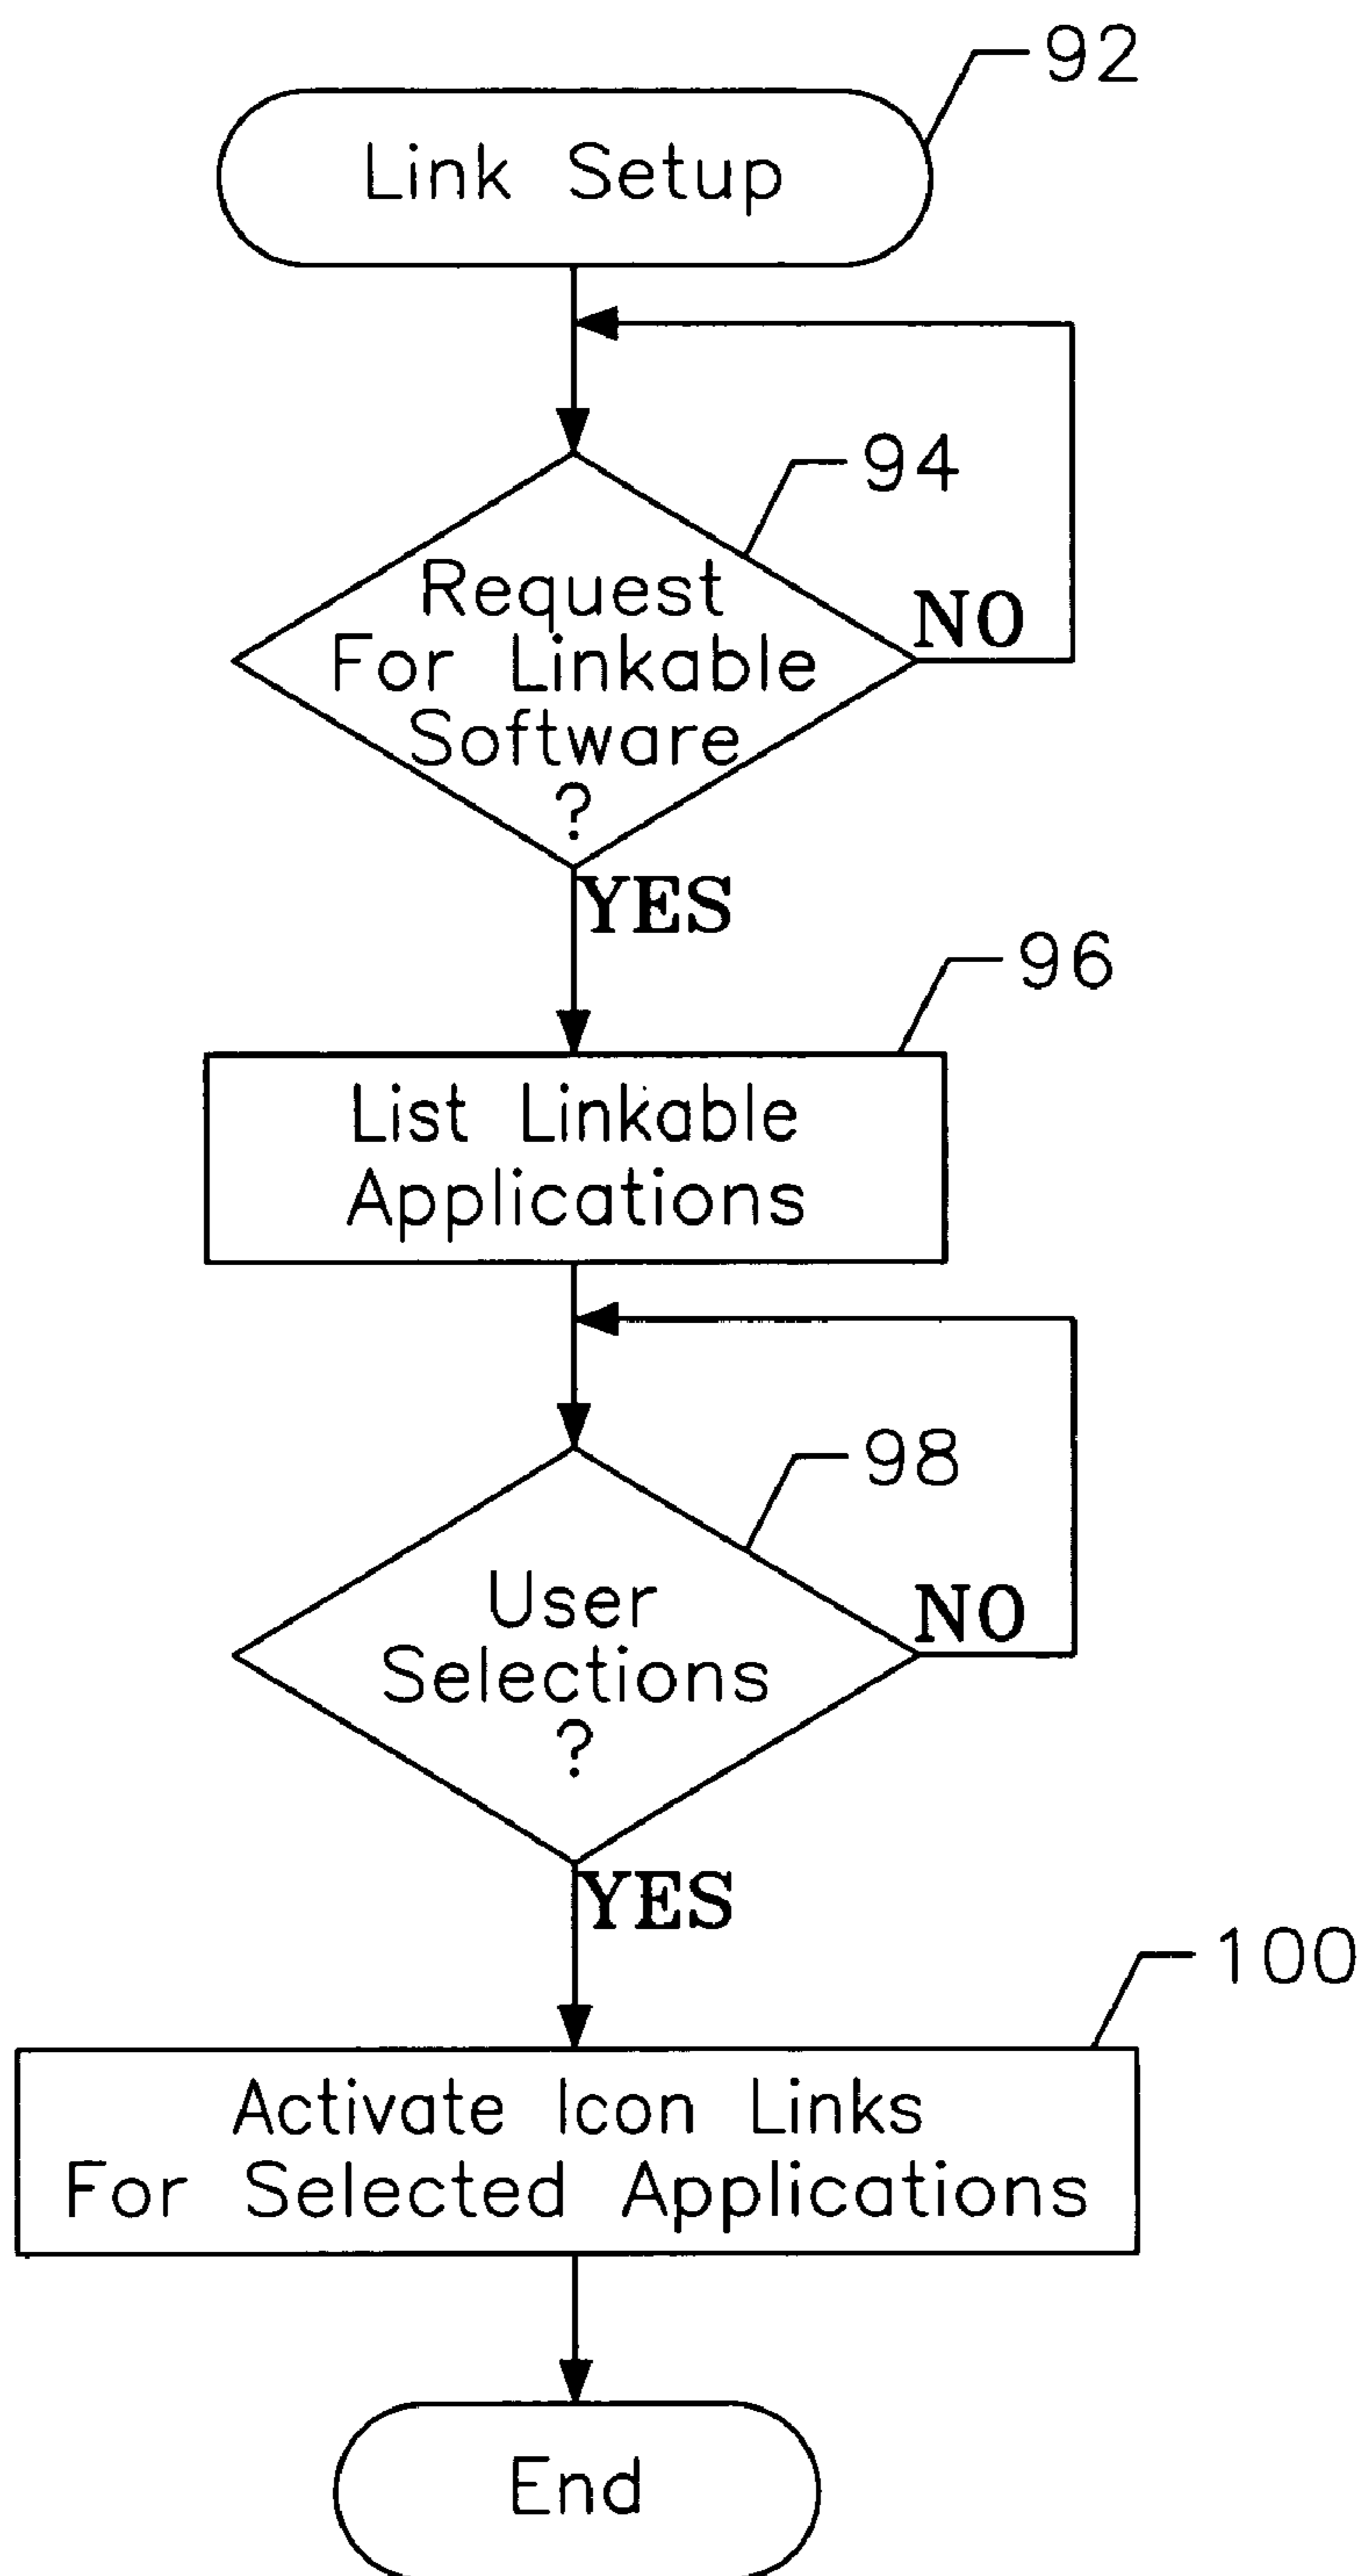 92
Link Setup
94
Request
For Linkable
Software
?
NO
YES
96
List Linkable
Applications
98
User
Selections
?
NO
YES
100
Activate Icon Links
For Selected Applications
End